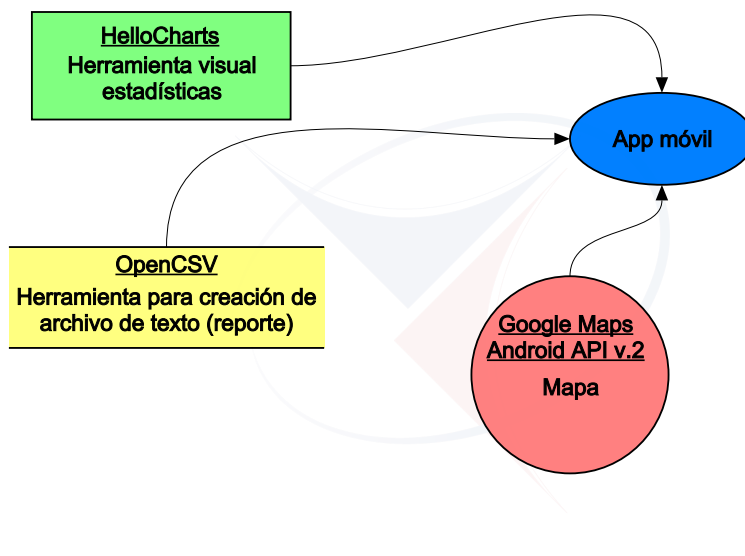 HelloCharts
Herramienta visual
estadísticas
App móvil
OpenCSV
Herramienta para creación de
archivo de texto (reporte)
Google Maps
Android API v.2
Mapa